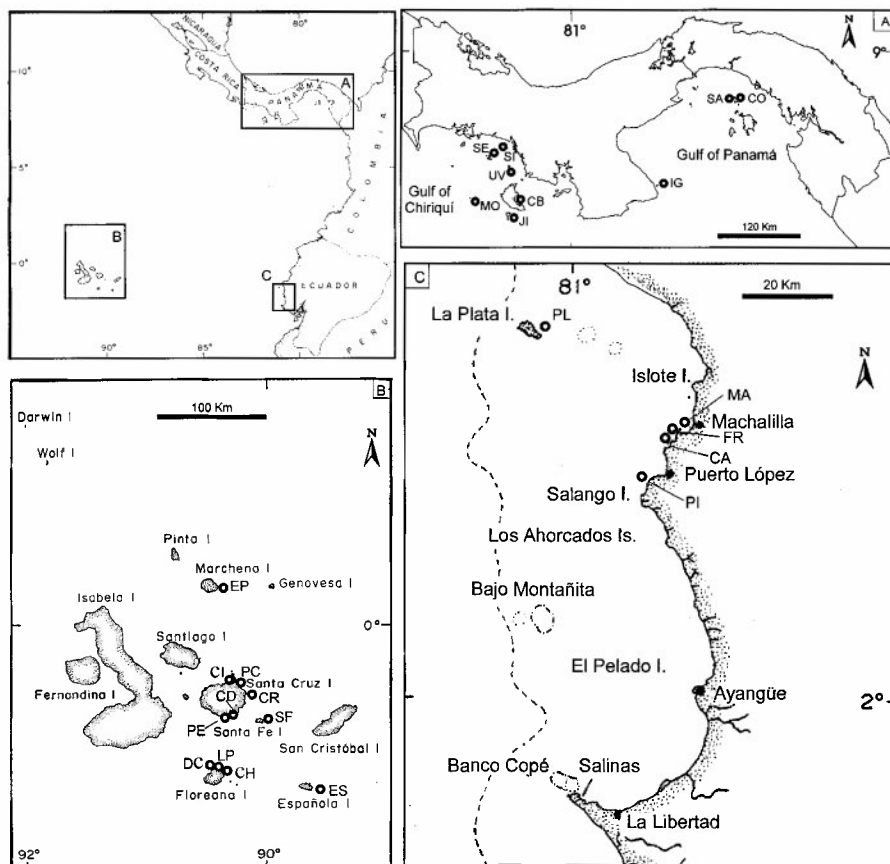 90°
80°
NICARAGUA
COSTA RICA
PANAMA
10°
A
COLOMBIA
5°
B
0°
C
ECUADOR
PERU
90°
85°
81°
N
A
9°
SA
CO
SE
SI
Gulf of Panamá
UV
Gulf of
Chiriquí
IG
MO
CB
JI
120 Km
B
100 Km
Darwin I
N
Wolf I
Pinta I
Marchena I
EP
Genovesa I
Isabela I
0°
Santiago I
CI
PC
Santa Cruz I
Fernandina I
CD
CR
PE
Santa Fe I
SF
San Cristóbal I
DC
LP
CH
Floreana I
Española I
ES
92°
90°
C
81°
20 Km
La Plata I.
PL
N
Islote I.
MA
Machalilla
FR
CA
Puerto López
Salango I.
PI
Los Ahorcados Is.
Bajo Montañita
El Pelado I.
Ayangüe
2°
Banco Copé
Salinas
La Libertad